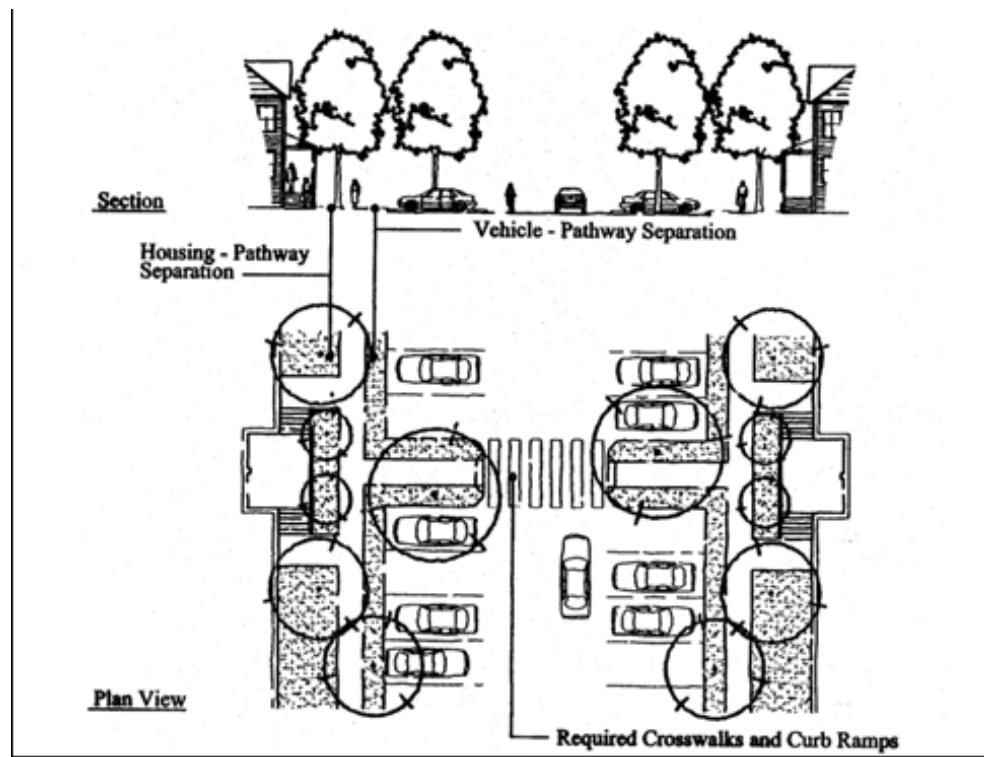 Section
Vehicle - Pathway Separation
Housing - Pathway
Separation
Plan View
Required Crosswalks and Curb Ramps